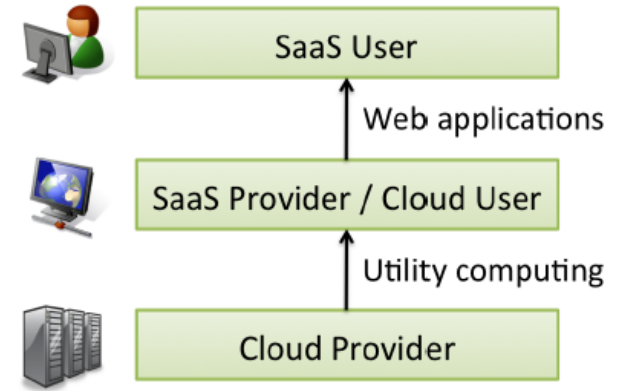 SaaS User
Web applications
SaaS Provider / Cloud User
Utility computing
Cloud Provider